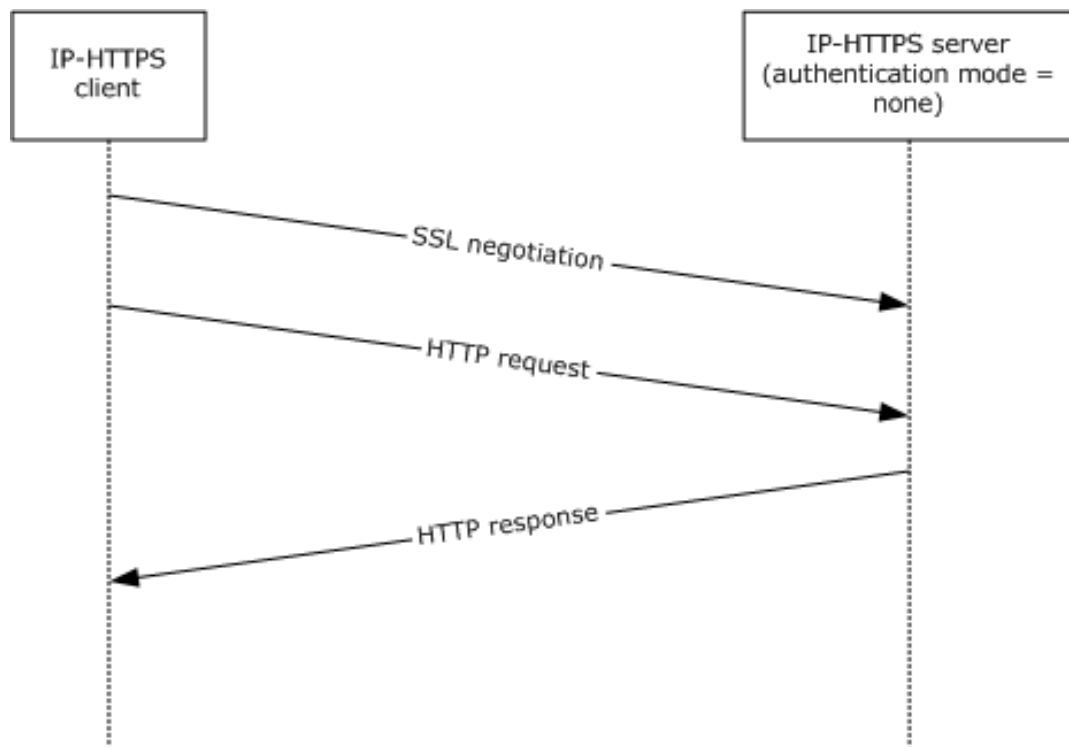 IP-HTTPS
client
IP-HTTPS server
(authentication mode =
none)
SSL negotiation
HTTP request
HTTP response